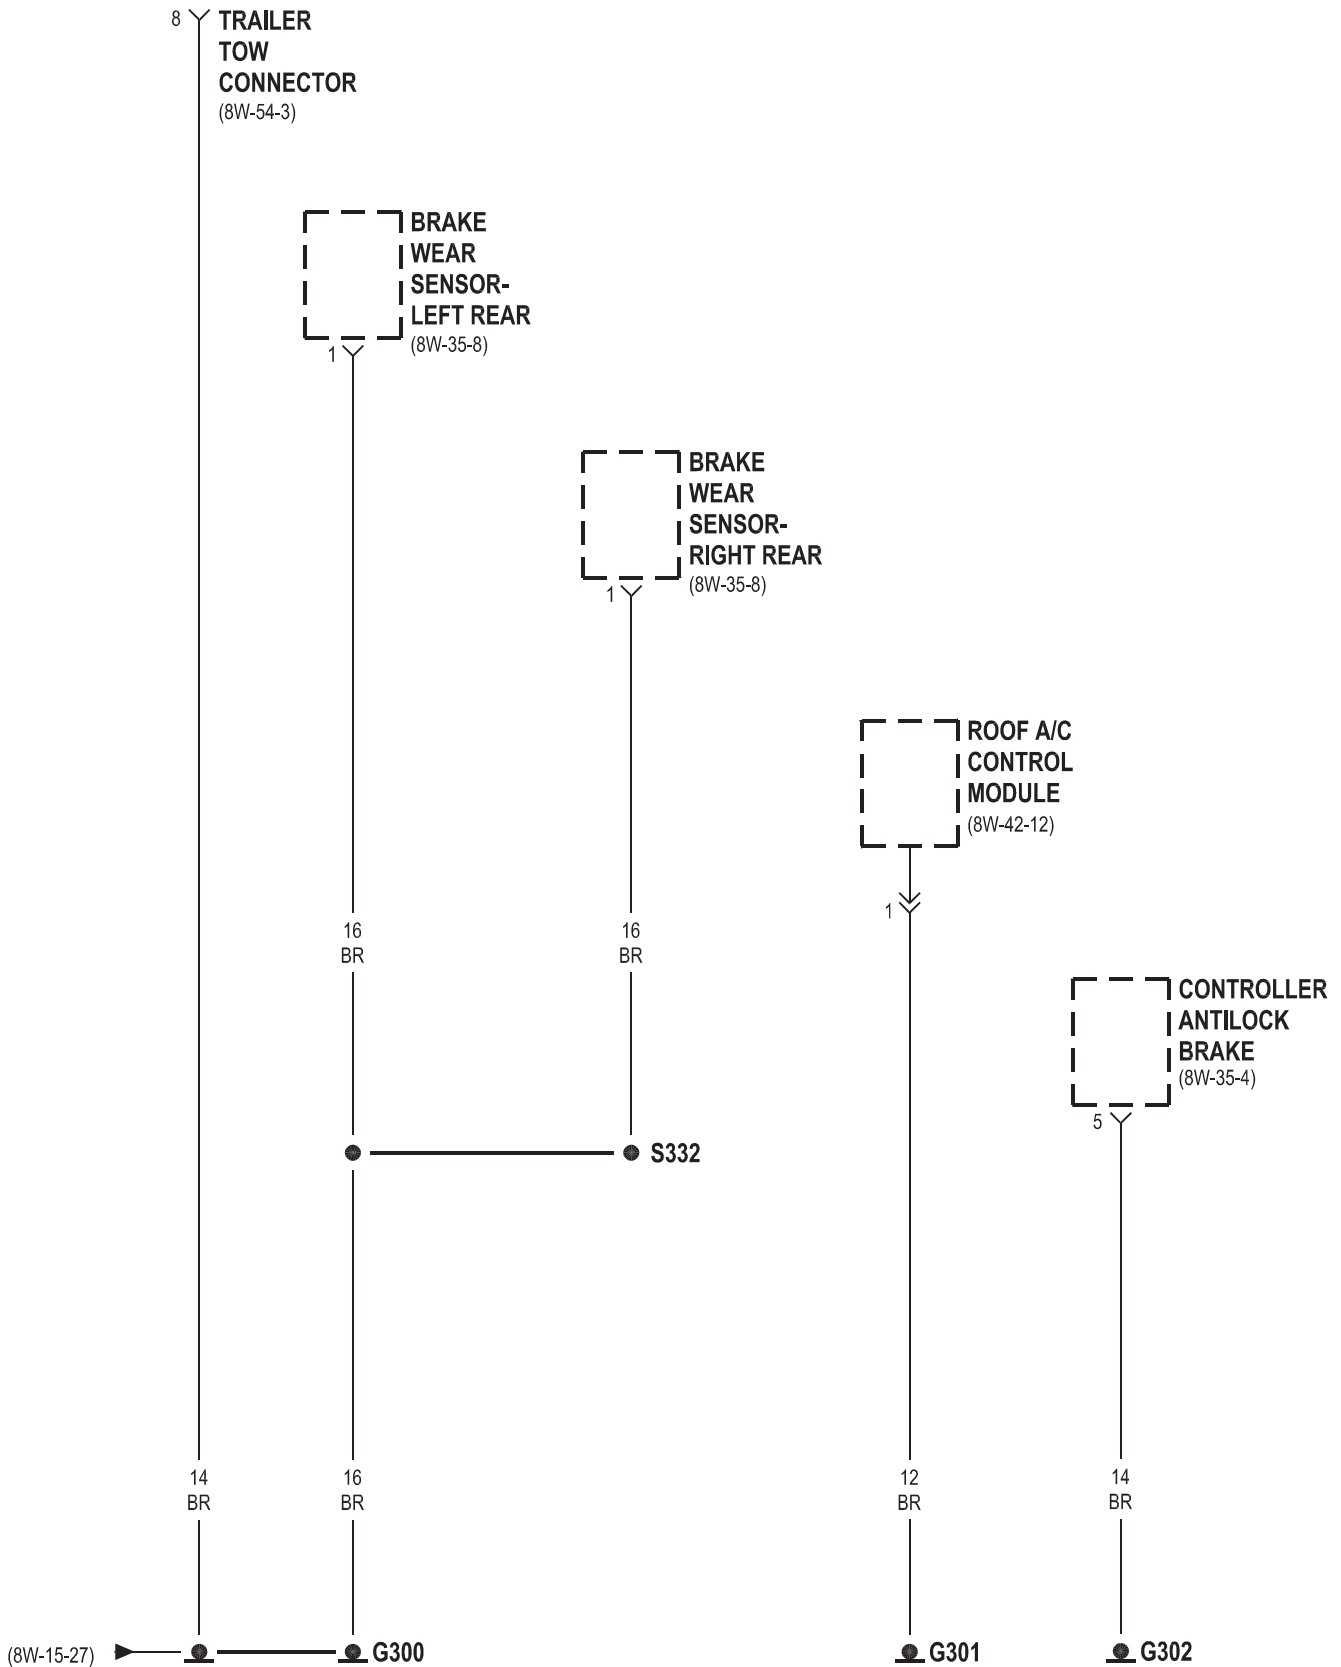 8
TRAILER
TOW
CONNECTOR
(8W-54-3)
BRAKE
WEAR
SENSOR-
LEFT REAR
(8W-35-8)
1
BRAKE
WEAR
SENSOR-
RIGHT REAR
(8W-35-8)
1
ROOF A/C
CONTROL
MODULE
(8W-42-12)
1
16
BR
16
BR
CONTROLLER
ANTILOCK
BRAKE
(8W-35-4)
5
S332
14
BR
16
BR
12
BR
14
BR
(8W-15-27)
G300
G301
G302